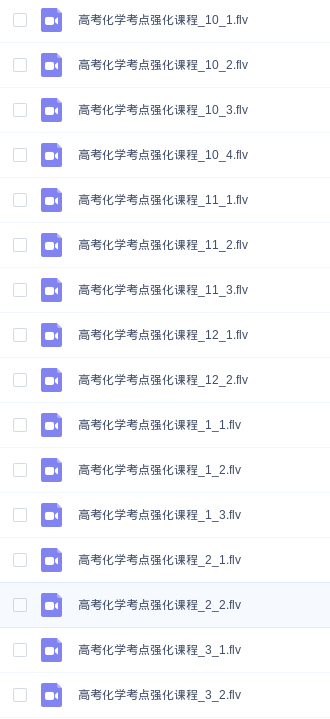 高考化学考点强化课程_10_1.flv
高考化学考点强化课程_10_2.flv
高考化学考点强化课程_10_3.flv
高考化学考点强化课程_10_4.flv
高考化学考点强化课程_11_1.flv
高考化学考点强化课程_11_2.flv
高考化学考点强化课程_11_3.flv
高考化学考点强化课程_12_1.flv
高考化学考点强化课程_12_2.flv
高考化学考点强化课程_1_1.flv
高考化学考点强化课程_1_2.flv
高考化学考点强化课程_1_3.flv
高考化学考点强化课程_2_1.flv
高考化学考点强化课程_2_2.flv
高考化学考点强化课程_3_1.flv
高考化学考点强化课程_3_2.flv